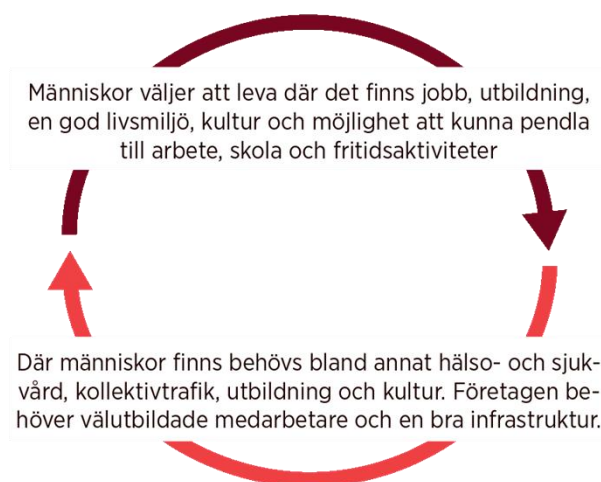 Människor väljer att leva där det finns jobb, utbildning,
en god livsmiljö, kultur och möjlighet att kunna pendla
till arbete, skola och fritidsaktiviteter
Där människor finns behövs bland annat hälso- och sjuk-
vård, kollektivtrafik, utbildning och kultur. Företagen be-
höver välutbildade medarbetare och en bra infrastruktur.